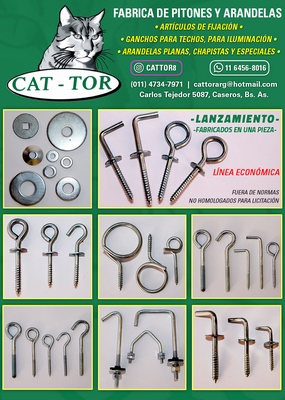 FABRICA DE PITONES Y ARANDELAS
• ARTÍCULOS DE FIJACIÓN •
• GANCHOS PARA TECHOS, PARA ILUMINACIÓN •
• ARANDELAS PLANAS, CHAPISTAS Y ESPECIALES •
CAT - TOR
CATTOR8
11 6456-8016
(011) 4734-7971 | cattorarg@hotmail.com
Carlos Tejedor 5087, Caseros, Bs. As.
-LANZAMIENTO-
-FABRICADOS EN UNA PIEZA-
LÍNEA ECONÓMICA
FUERA DE NORMAS
NO HOMOLOGADOS PARA LICITACIÓN